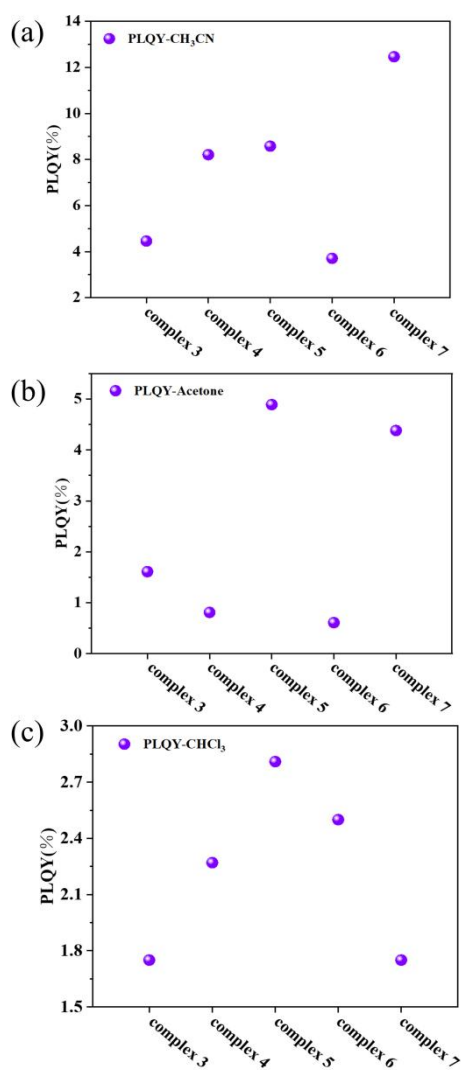 (a)
PLQY-CH₃CN
14
12
10
8
6
4
2
PLQY(%)
complex 3
complex 4
complex 5
complex 6
complex 7
(b)
PLQY-Acetone
5
4
3
2
1
0
PLQY(%)
complex 3
complex 4
complex 5
complex 6
complex 7
(c)
PLQY-CHCl₃
3.0
2.7
2.4
2.1
1.8
1.5
PLQY(%)
complex 3
complex 4
complex 5
complex 6
complex 7